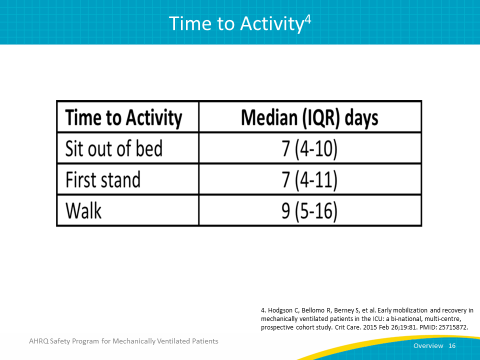 Time to Activity4
Time to Activity Median (IQR) days
Sit out of bed 7 (4-10)
First stand 7 (4-11)
Walk 9 (5-16)
4. Hodgson C, Bellomo R, Berney S, et al. Early mobilization and recovery in
mechanically ventilated patients in the ICU: a bi-national, multi-centre,
prospective cohort study. Crit Care. 2015 Feb 26;19:81. PMID: 25715872.
AHRQ Safety Program for Mechanically Ventilated Patients
Overview 16